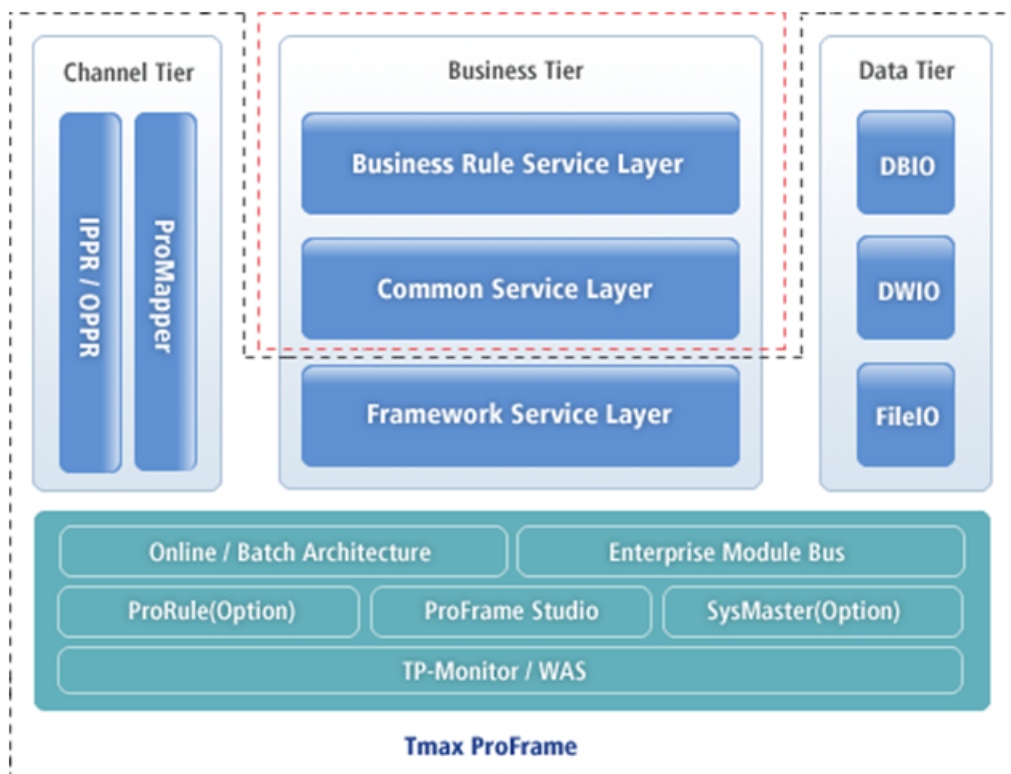 Channel Tier
IPPR / OPPR
ProMapper
Business Tier
Business Rule Service Layer
Common Service Layer
Framework Service Layer
Data Tier
DBIO
DWIO
FileIO
Online / Batch Architecture
Enterprise Module Bus
ProRule(Option)
ProFrame Studio
SysMaster(Option)
TP-Monitor / WAS
Tmax ProFrame